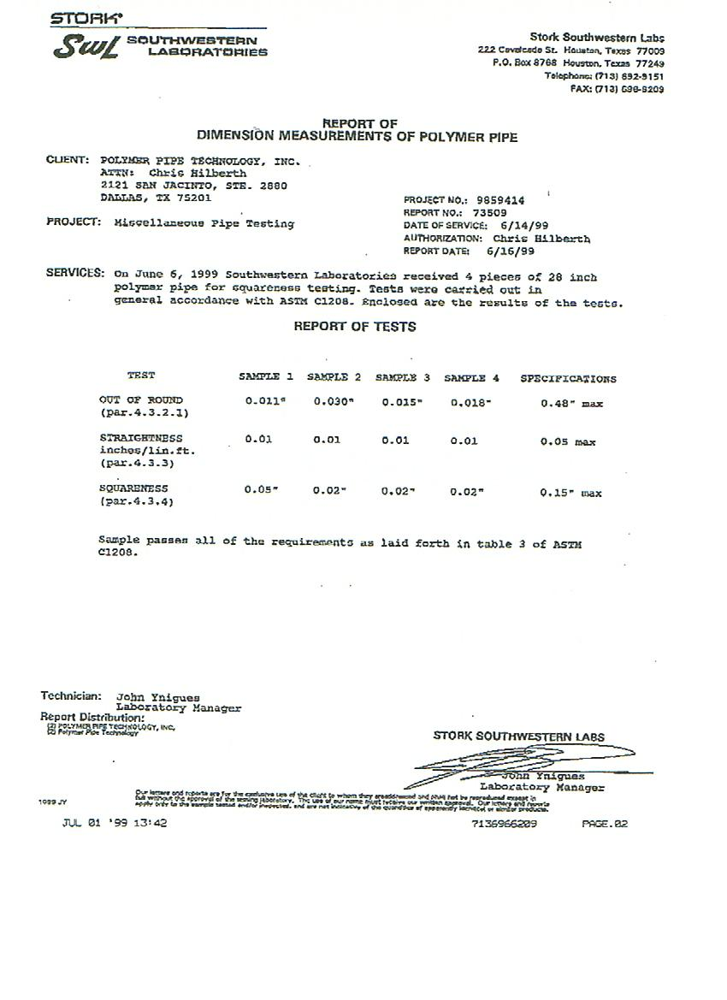 STORK
SWL SOUTHWESTERN
LABORATORIES
Stork Southwestern Labs
222 Cavalcade St. Houston, Texas 77009
P.O. Box 8768 Houston, Texas 77249
Telephone: (713) 692-9151
FAX: (713) 696-6209
REPORT OF
DIMENSION MEASUREMENTS OF POLYMER PIPE
CLIENT: POLYMER PIPE TECHNOLOGY, INC.
ATTN: Chris Hilberth
2121 SAN JACINTO, STE. 2880
DALLAS, TX 75201
PROJECT NO.: 9859414
REPORT NO.: 73509
PROJECT: Miscellaneous Pipe Testing
DATE OF SERVICE: 6/14/99
AUTHORIZATION: Chris Hilberth
REPORT DATE: 6/16/99
SERVICES: On June 6, 1999 Southwestern Laboratories received 4 pieces of 28 inch
polymer pipe for squareness testing. Tests were carried out in
general accordance with ASTM C1208. Enclosed are the results of the tests.
REPORT OF TESTS
TEST SAMPLE 1 SAMPLE 2 SAMPLE 3 SAMPLE 4 SPECIFICATIONS
OUT OF ROUND 0.011" 0.030" 0.015" 0.018" 0.48" max
(par.4.3.2.1)
STRAIGHTNESS 0.01 0.01 0.01 0.01 0.05 max
inches/lin.ft.
(par.4.3.3)
SQUARENESS 0.05" 0.02" 0.02" 0.02" 0.15" max
(par.4.3.4)
Sample passes all of the requirements as laid forth in table 3 of ASTM
C1208.
Technician: John Ynigues
Laboratory Manager
Report Distribution:
(2) POLYMER PIPE TECHNOLOGY, INC.
(2) Polymer Pipe Technology
STORK SOUTHWESTERN LABS
John Ynigues
Laboratory Manager
1099 JY
Our letters and reports are for the exclusive use of the client to whom they are addressed and shall not be reproduced except in
full without the approval of the testing laboratory. The use of our name must receive our written approval. Our letters and reports
apply only to the sample tested and/or inspected, and are not indicative of the quantities of apparently identical or similar products.
JUL 01 '99 13:42 7136966209 PAGE.02